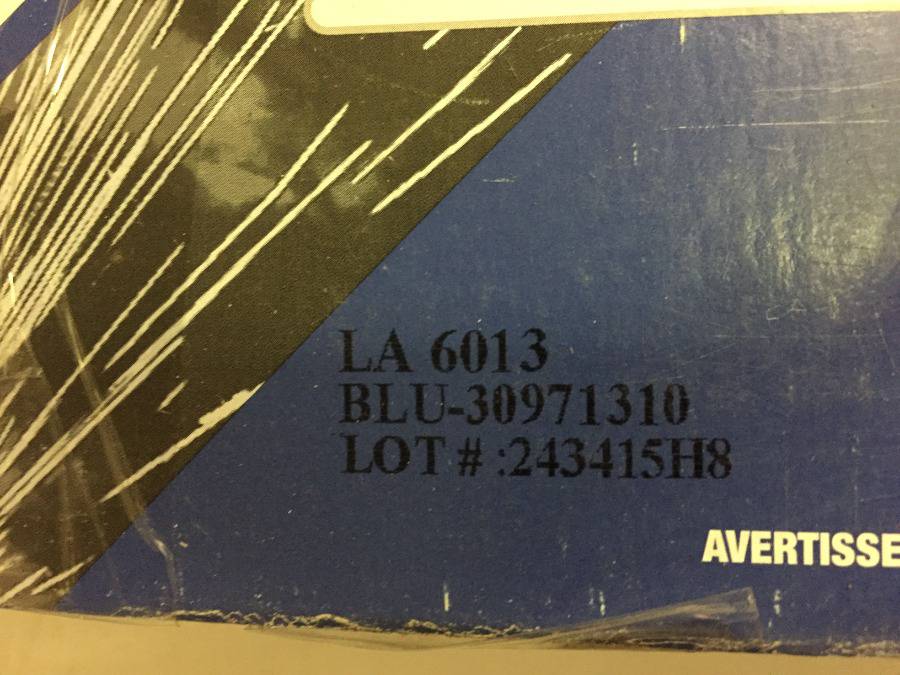 LA 6013
BLU-30971310
LOT # :243415H8
AVERTISSE